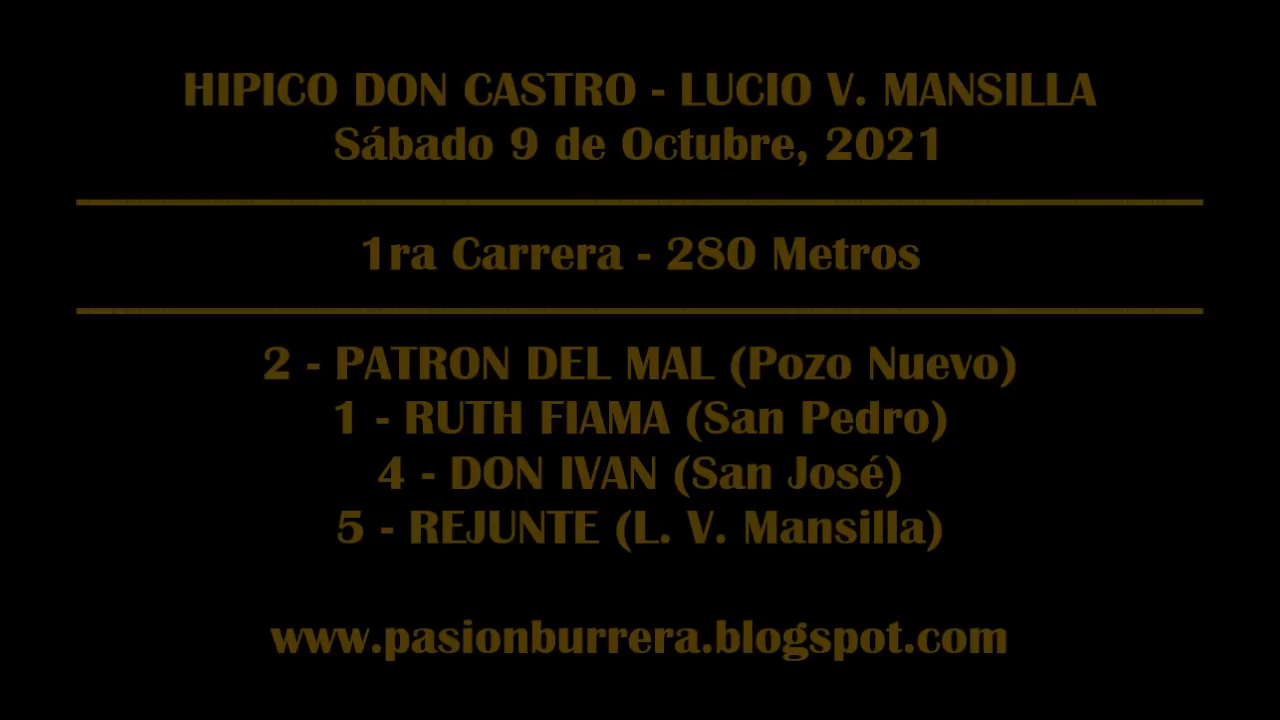 HIPICO DON CASTRO - LUCIO V. MANSILLA
Sábado 9 de Octubre, 2021
1ra Carrera - 280 Metros
2 - PATRON DEL MAL (Pozo Nuevo)
1 - RUTH FIAMA (San Pedro)
4 - DON IVAN (San José)
5 - REJUNTE (L. V. Mansilla)
www.pasionburrera.blogspot.com